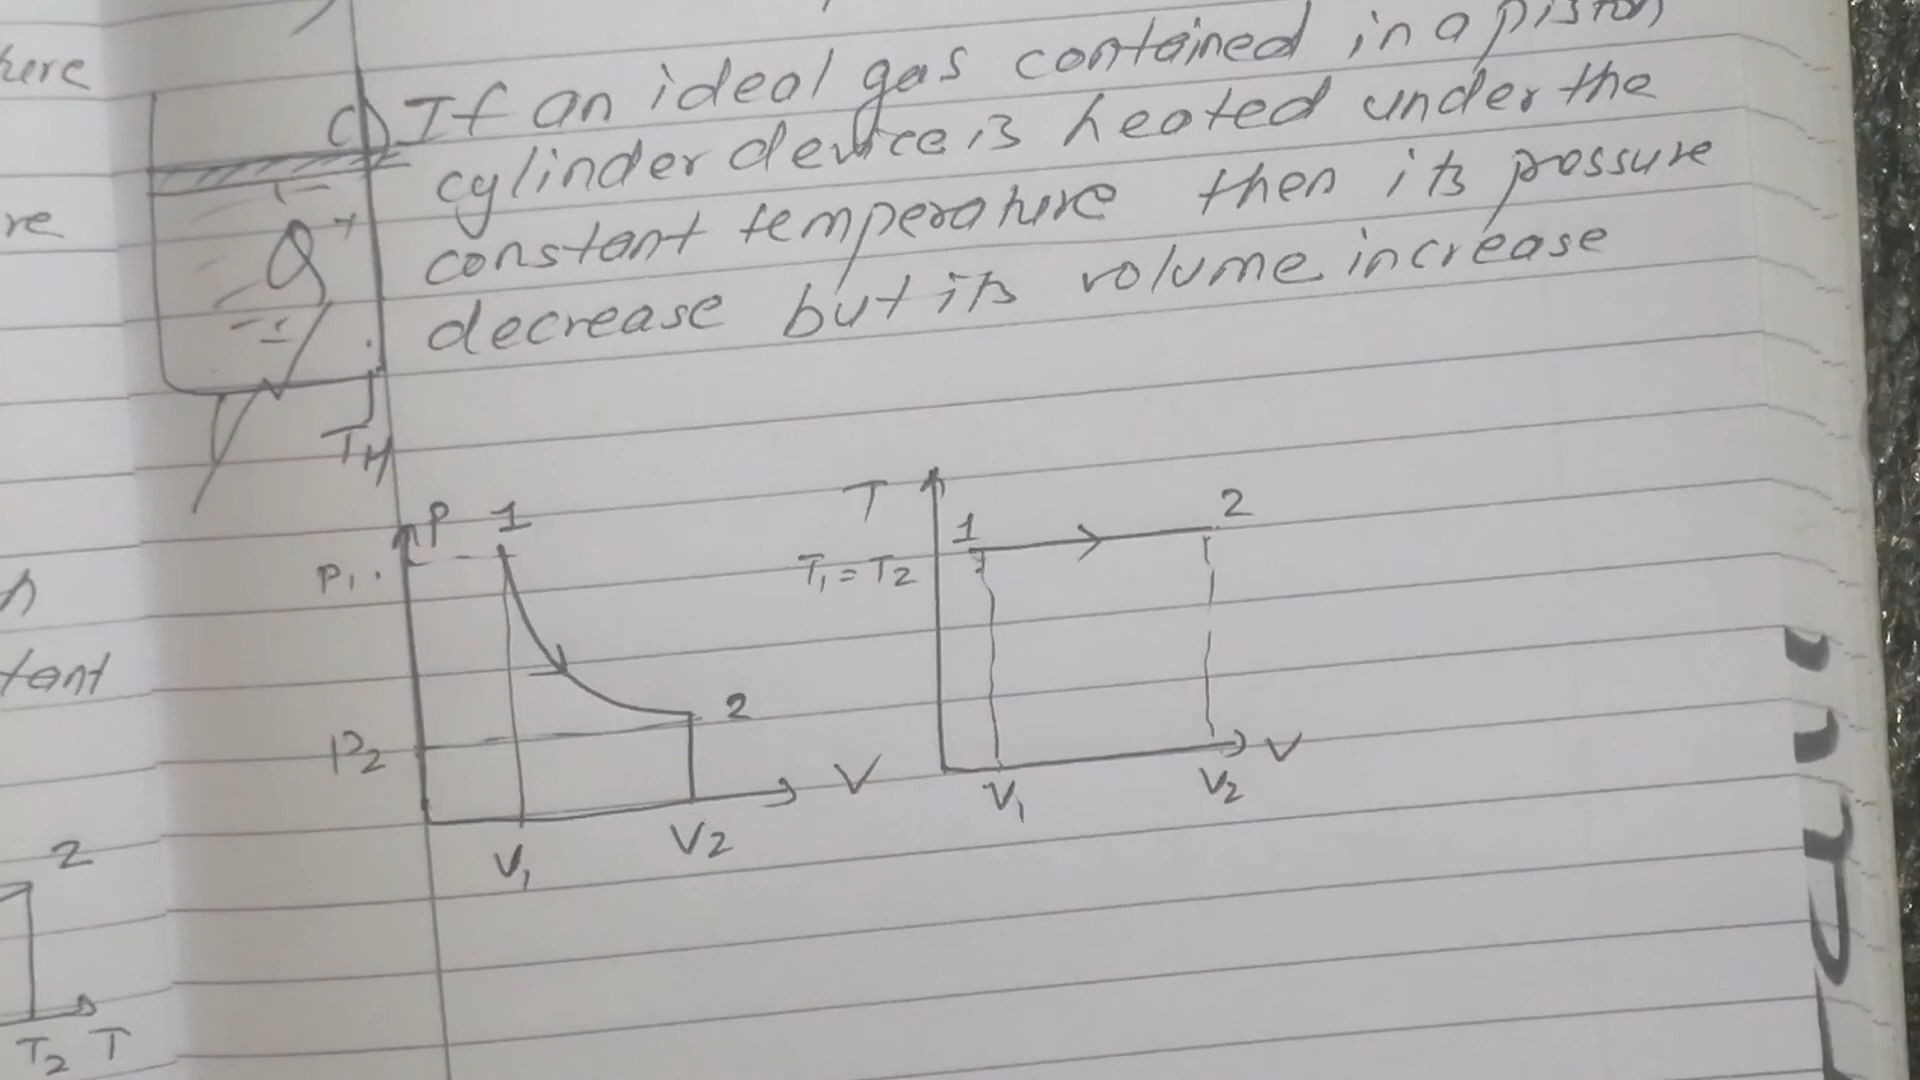 here
C) If an ideal gas contained in a piston
cylinder device is heated under the
constant temperature then its pressure
decrease but its volume increase
re
Q+
TH
P 1
P1
2
P2
V
V1
V2
T
1
2
T1 = T2
V
V1
V2
n
tant
2
T2 T